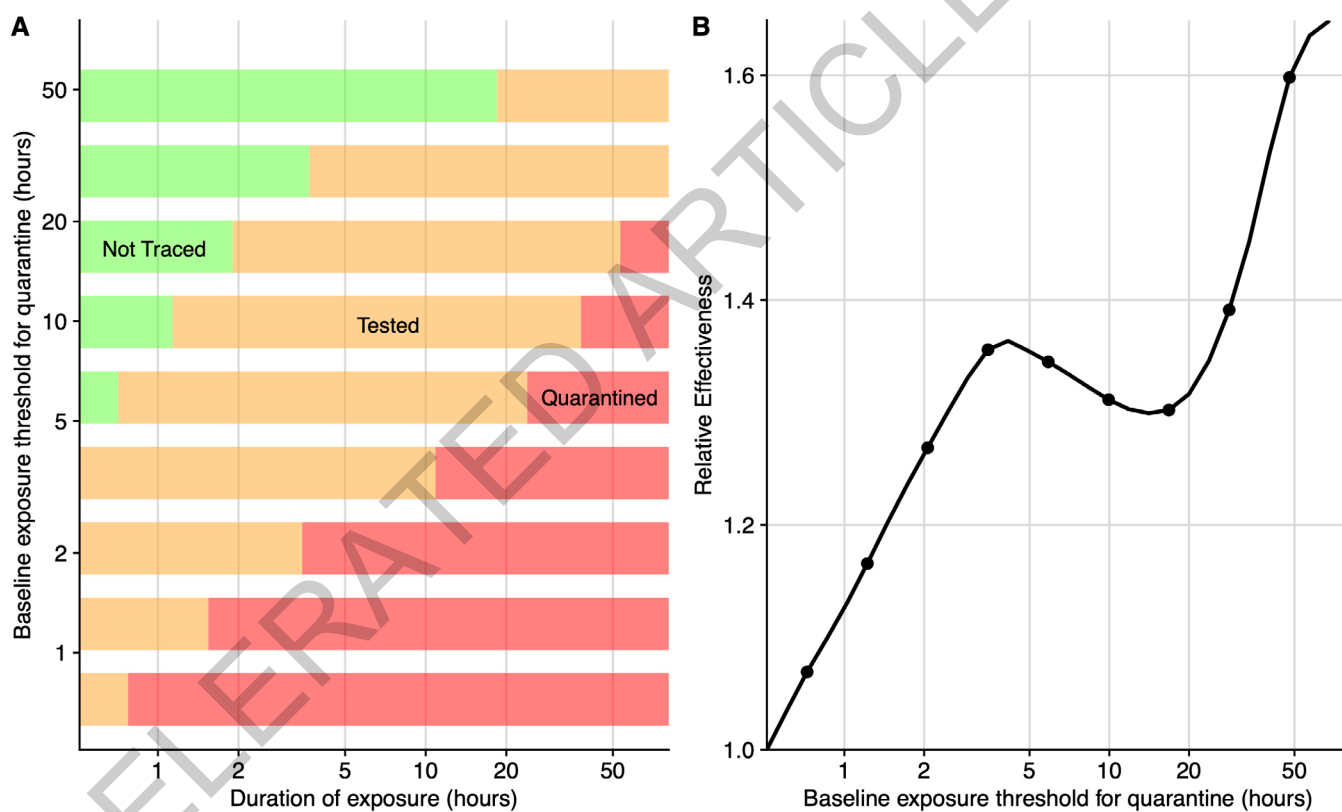 A
B
50
20
10
5
2
1
Baseline exposure threshold for quarantine (hours)
Not Traced
Tested
Quarantined
1 2 5 10 20 50
Duration of exposure (hours)
1.6
1.4
1.2
1.0
Relative Effectiveness
1 2 5 10 20 50
Baseline exposure threshold for quarantine (hours)
ELERATED ARTICLE